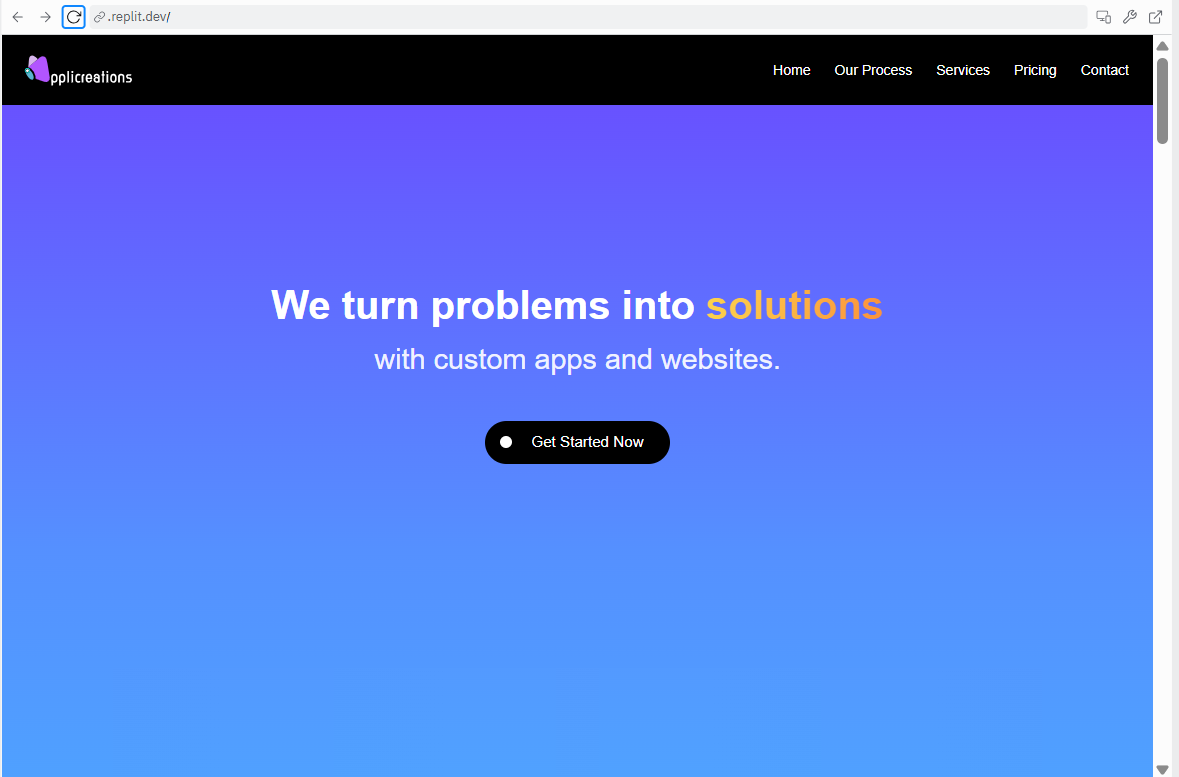 .replit.dev/
pplicreations
Home Our Process Services Pricing Contact
We turn problems into solutions
with custom apps and websites.
Get Started Now